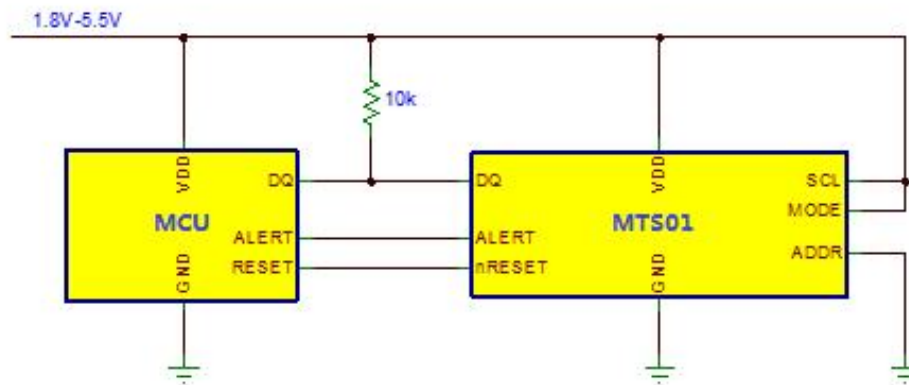 1.8V-5.5V
10k
VDD
DQ
MCU
ALERT
RESET
GND
VDD
DQ
SCL
MODE
MTS01
ALERT
ADDR
nRESET
GND